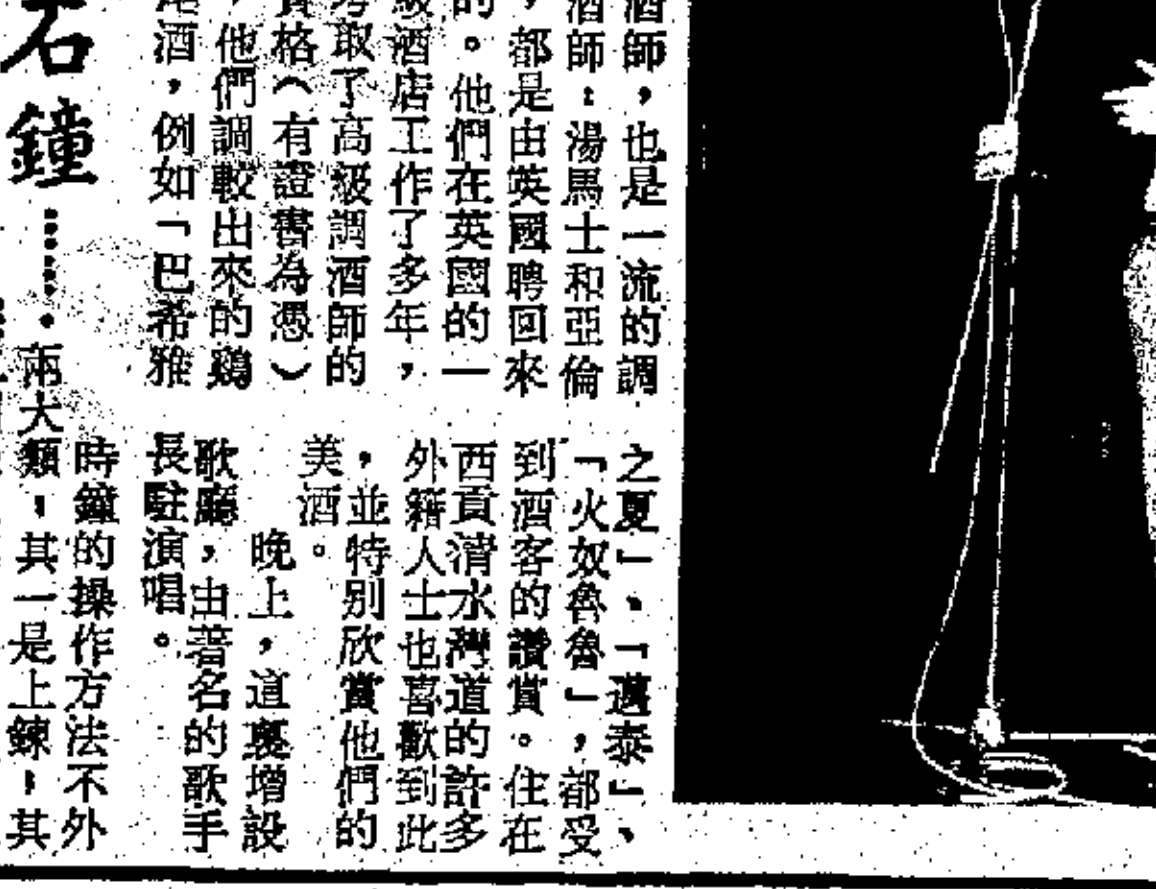 酒師，也是一流的調
酒師：湯馬士和亞倫
，都是由英國聘回來
的。他們在英國的一
級酒店工作了多年，
考取了高級調酒師的
資格（有證書為憑）
，他們調較出來的鷄
尾酒，例如「巴希雅
之夏」、「邁泰」、
「火奴魯魯」，都受
到酒客的讚賞。住在
西貢清水灣道的許多
外籍人士也喜歡到此
，並特別欣賞他們的
美酒。
晚上，這裏增設
歌廳，由著名的歌手
長駐演唱。
石鐘……
時鐘的操作方法不外
兩大類，其一是上鍊，其